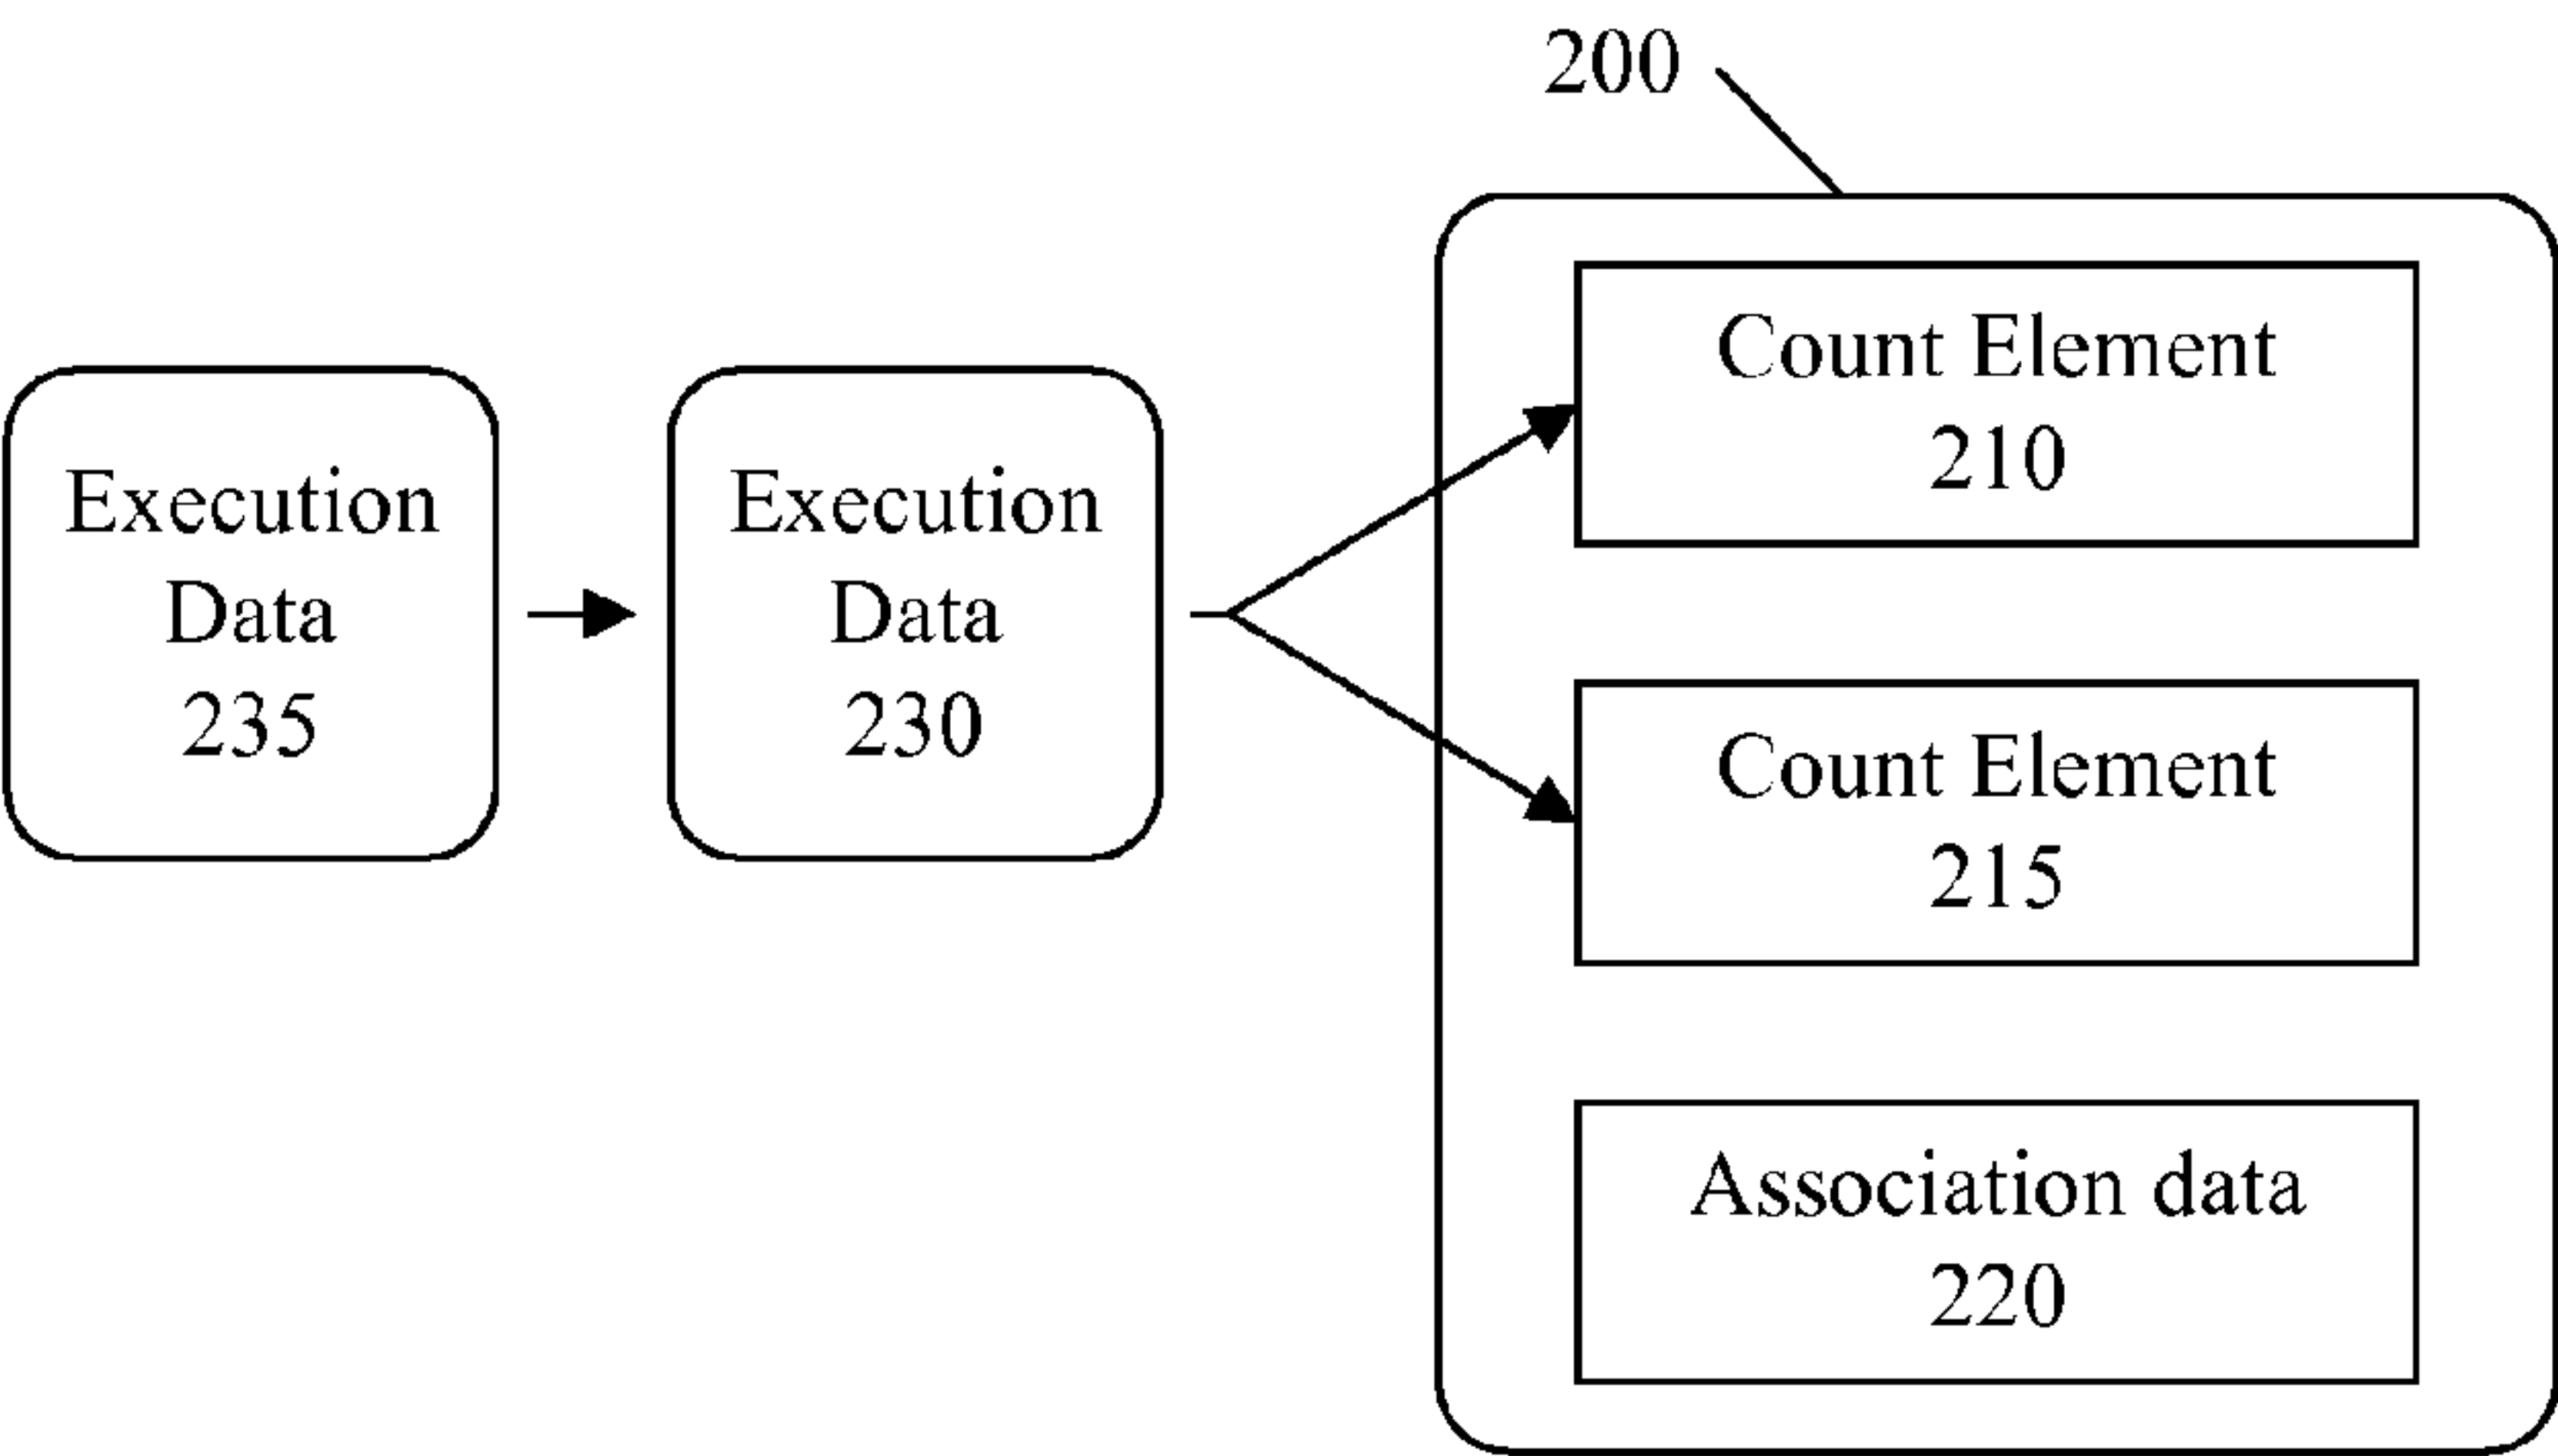 200
Execution
Data
235
Execution
Data
230
Count Element
210
Count Element
215
Association data
220